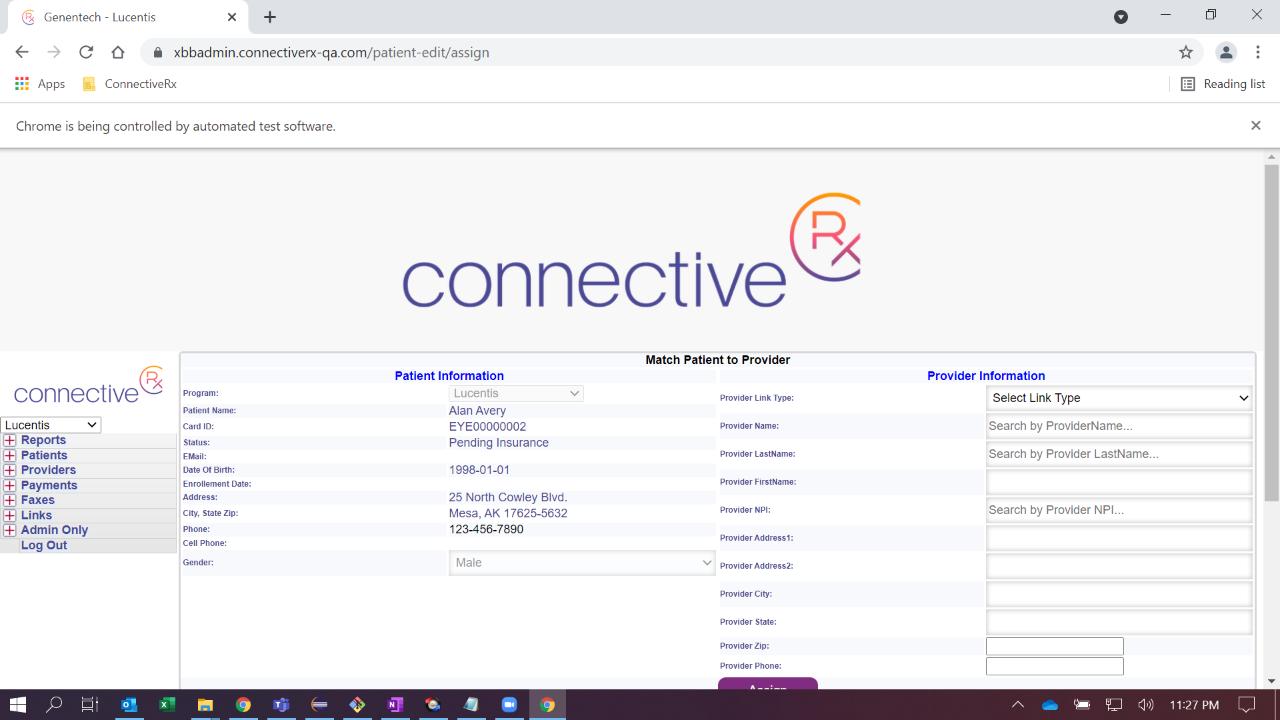 Genentech - Lucentis
xbbadmin.connectiverx-qa.com/patient-edit/assign
Apps
ConnectiveRx
Reading list
Chrome is being controlled by automated test software.
connective Rx
connective Rx
Lucentis
Reports
Patients
Providers
Payments
Faxes
Links
Admin Only
Log Out
Match Patient to Provider
Patient Information
Program: Lucentis
Patient Name: Alan Avery
Card ID: EYE00000002
Status: Pending Insurance
EMail:
Date Of Birth: 1998-01-01
Enrollment Date:
Address: 25 North Cowley Blvd.
City, State Zip: Mesa, AK 17625-5632
Phone: 123-456-7890
Cell Phone:
Gender: Male
Provider Information
Provider Link Type: Select Link Type
Provider Name: Search by ProviderName...
Provider LastName: Search by Provider LastName...
Provider FirstName:
Provider NPI: Search by Provider NPI...
Provider Address1:
Provider Address2:
Provider City:
Provider State:
Provider Zip:
Provider Phone:
Assign
11:27 PM